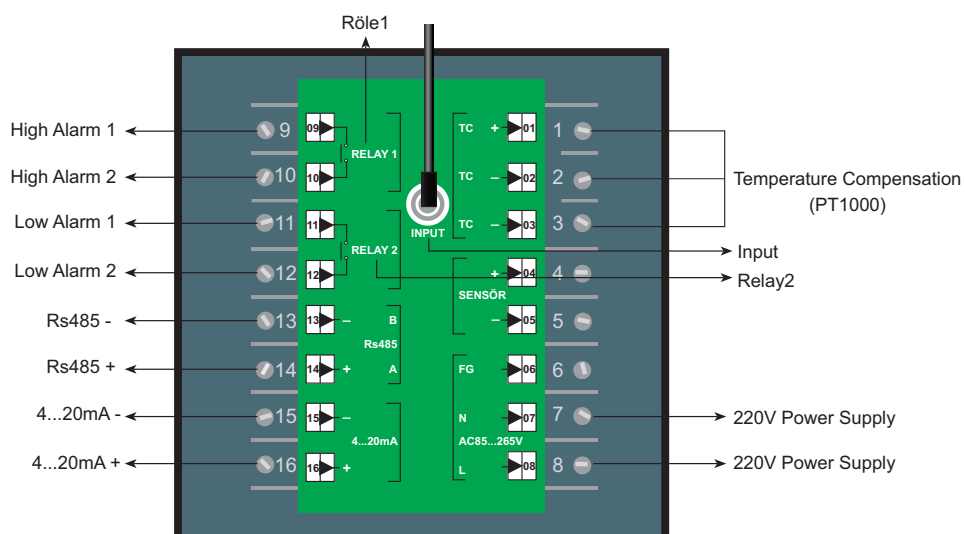 Röle1
High Alarm 1
High Alarm 2
Low Alarm 1
Low Alarm 2
Rs485 -
Rs485 +
4...20mA -
4...20mA +
9
10
11
12
13
14
15
16
09
10
RELAY 1
11
12
RELAY 2
13 – B
Rs485
14 + A
15 –
4...20mA
16 +
INPUT
TC + 01
TC – 02
TC – 03
+ 04
SENSÖR
– 05
FG 06
N 07
AC85...265V
L 08
1
2
3
4
5
6
7
8
Temperature Compensation
(PT1000)
Input
Relay2
220V Power Supply
220V Power Supply